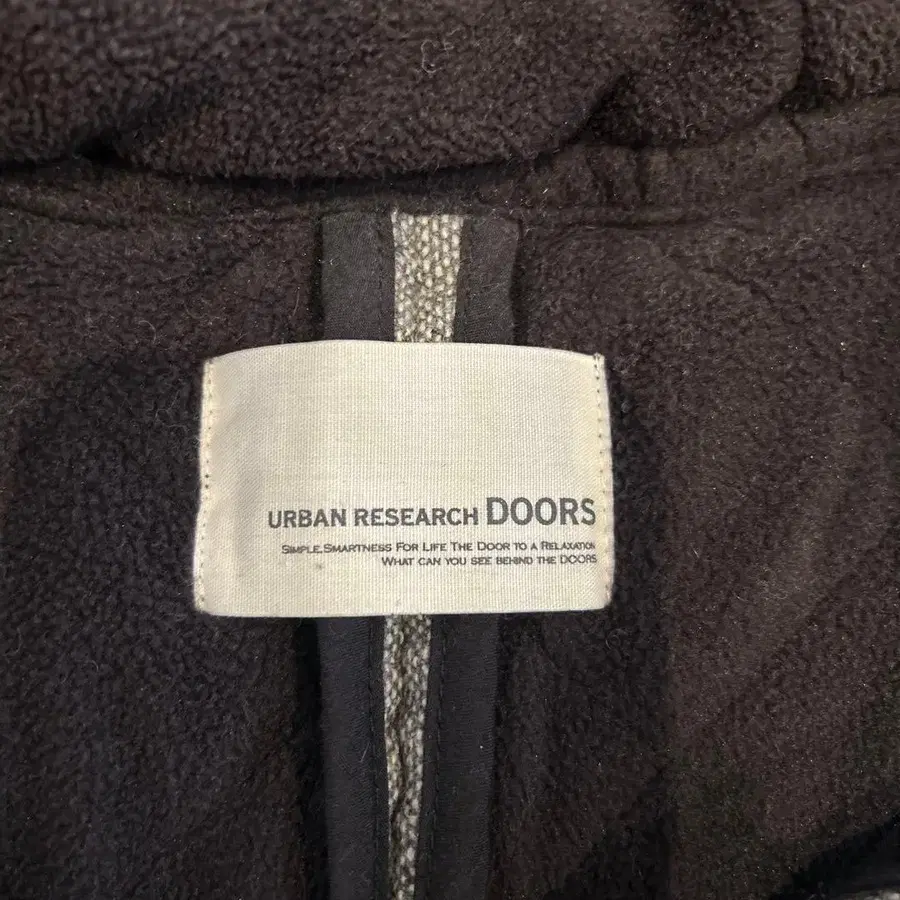 URBAN RESEARCH DOORS
SIMPLE.SMARTNESS FOR LIFE THE DOOR TO A RELAXATION
WHAT CAN YOU SEE BEHIND THE DOORS